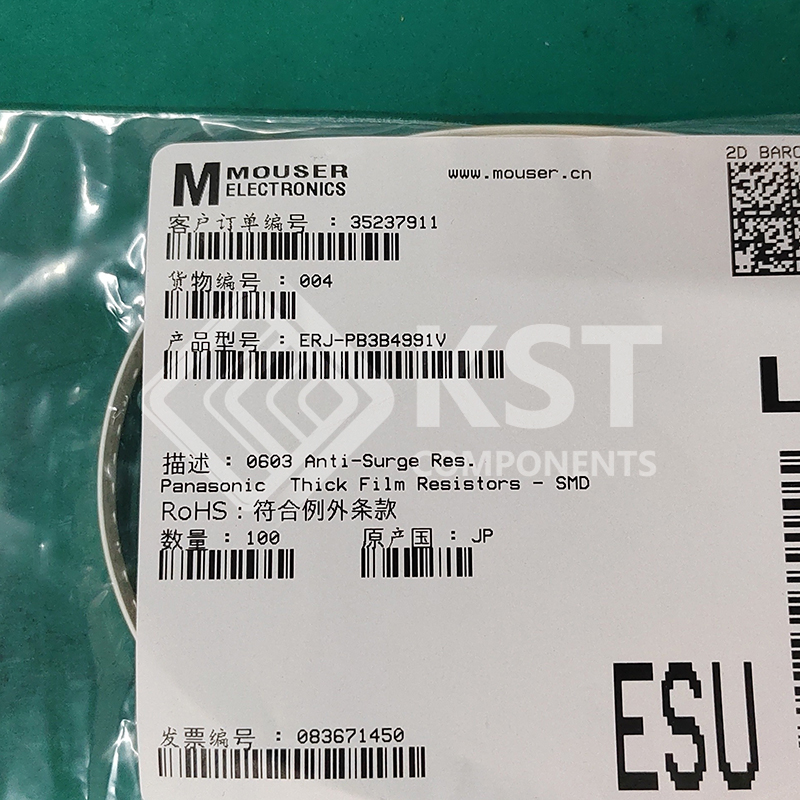 2D BARC
MOUSER
ELECTRONICS
www.mouser.cn
客户订单编号 : 35237911
货物编号 : 004
产品型号 : ERJ-PB3B4991V
KST
COMPONENTS
描述 : 0603 Anti-Surge Res.
Panasonic Thick Film Resistors - SMD
RoHS : 符合例外条款
数量 : 100
原产国 : JP
L
ESU
发票编号 : 083671450